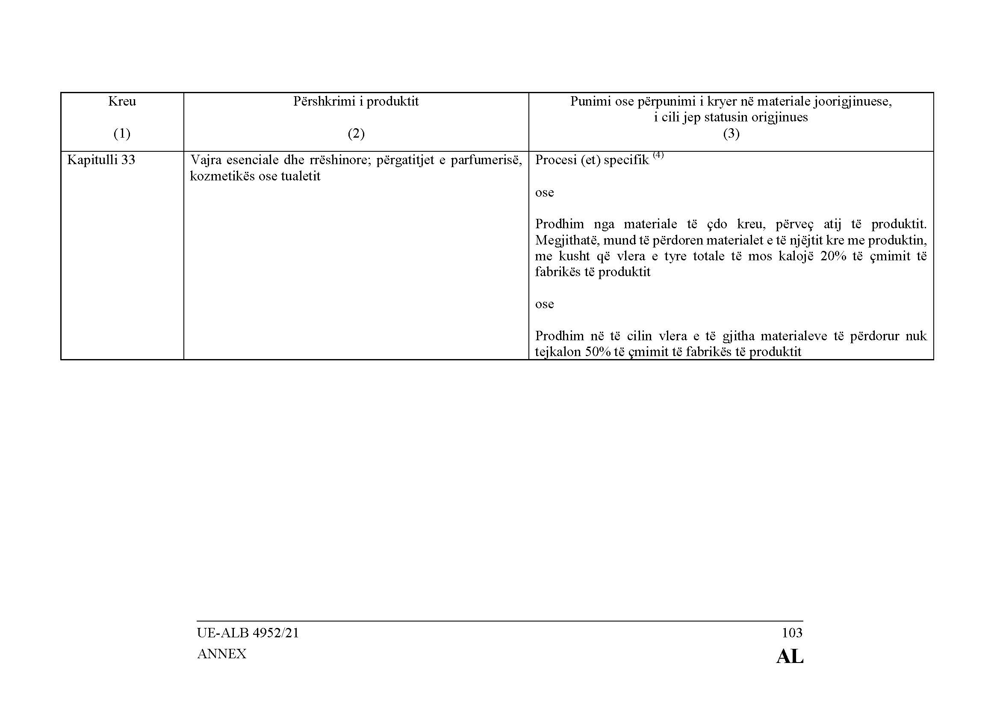 Kreu
(1)
Përshkrimi i produktit
(2)
Punimi ose përpunimi i kryer në materiale joorigjinuese,
i cili jep statusin origjinues
(3)
Kapitulli 33
Vajra esenciale dhe rrëshinore; përgatitjet e parfumerisë,
kozmetikës ose tualetit
Procesi (et) specifik (4)
ose
Prodhim nga materiale të çdo kreu, përveç atij të produktit.
Megjithatë, mund të përdoren materialet e të njëjtit kre me produktin,
me kusht që vlera e tyre totale të mos kalojë 20% të çmimit të
fabrikës të produktit
ose
Prodhim në të cilin vlera e të gjitha materialeve të përdorur nuk
tejkalon 50% të çmimit të fabrikës të produktit
UE-ALB 4952/21
103
ANNEX
AL